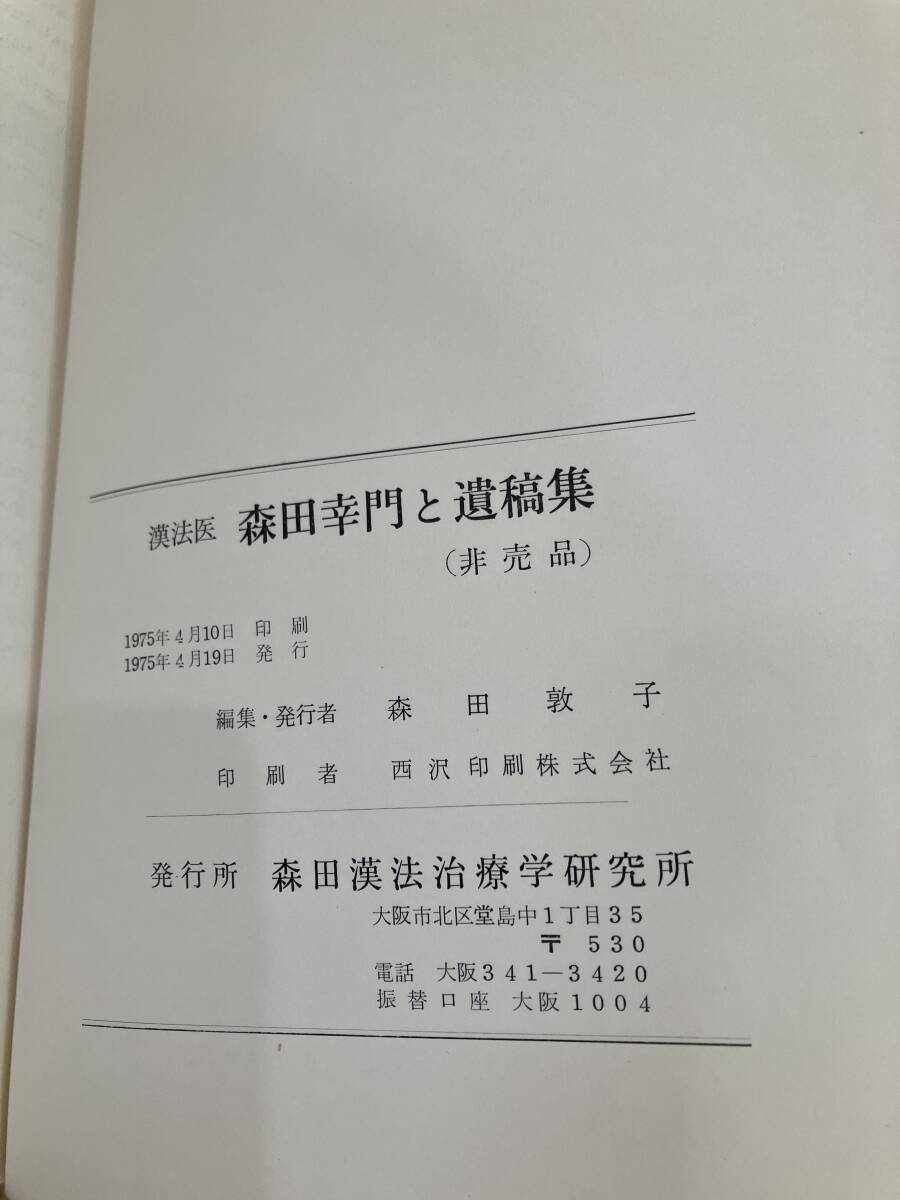 漢法医 森田幸門と遺稿集
(非売品)
1975年4月10日 印刷
1975年4月19日 発行
編集・発行者 森田敦子
印刷者 西沢印刷株式会社
発行所 森田漢法治療学研究所
大阪市北区堂島中1丁目35
〒 530
電話 大阪341―3420
振替口座 大阪1004